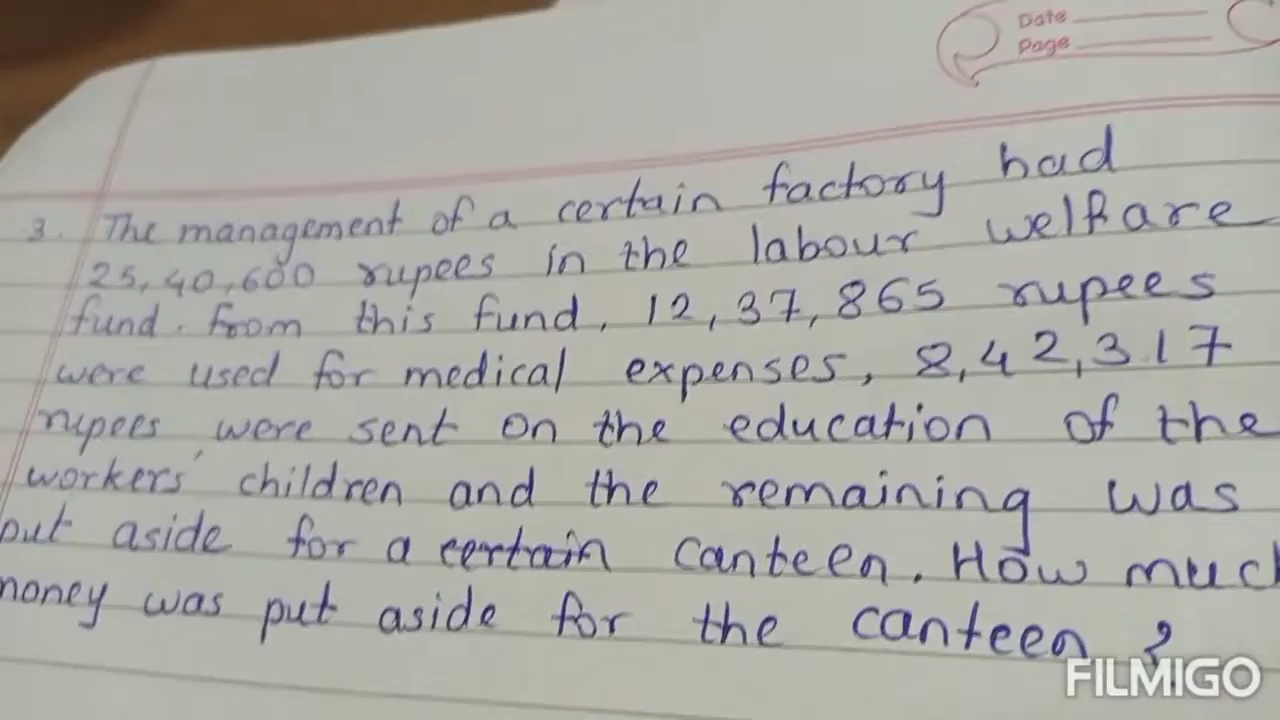 Date
Page
3. The management of a certain factory had
25,40,600 rupees in the labour welfare
fund. From this fund, 12,37,865 rupees
were used for medical expenses, 8,42,317
rupees were sent on the education of the
workers' children and the remaining was
put aside for a certain canteen. How much
money was put aside for the canteen?
FILMIGO